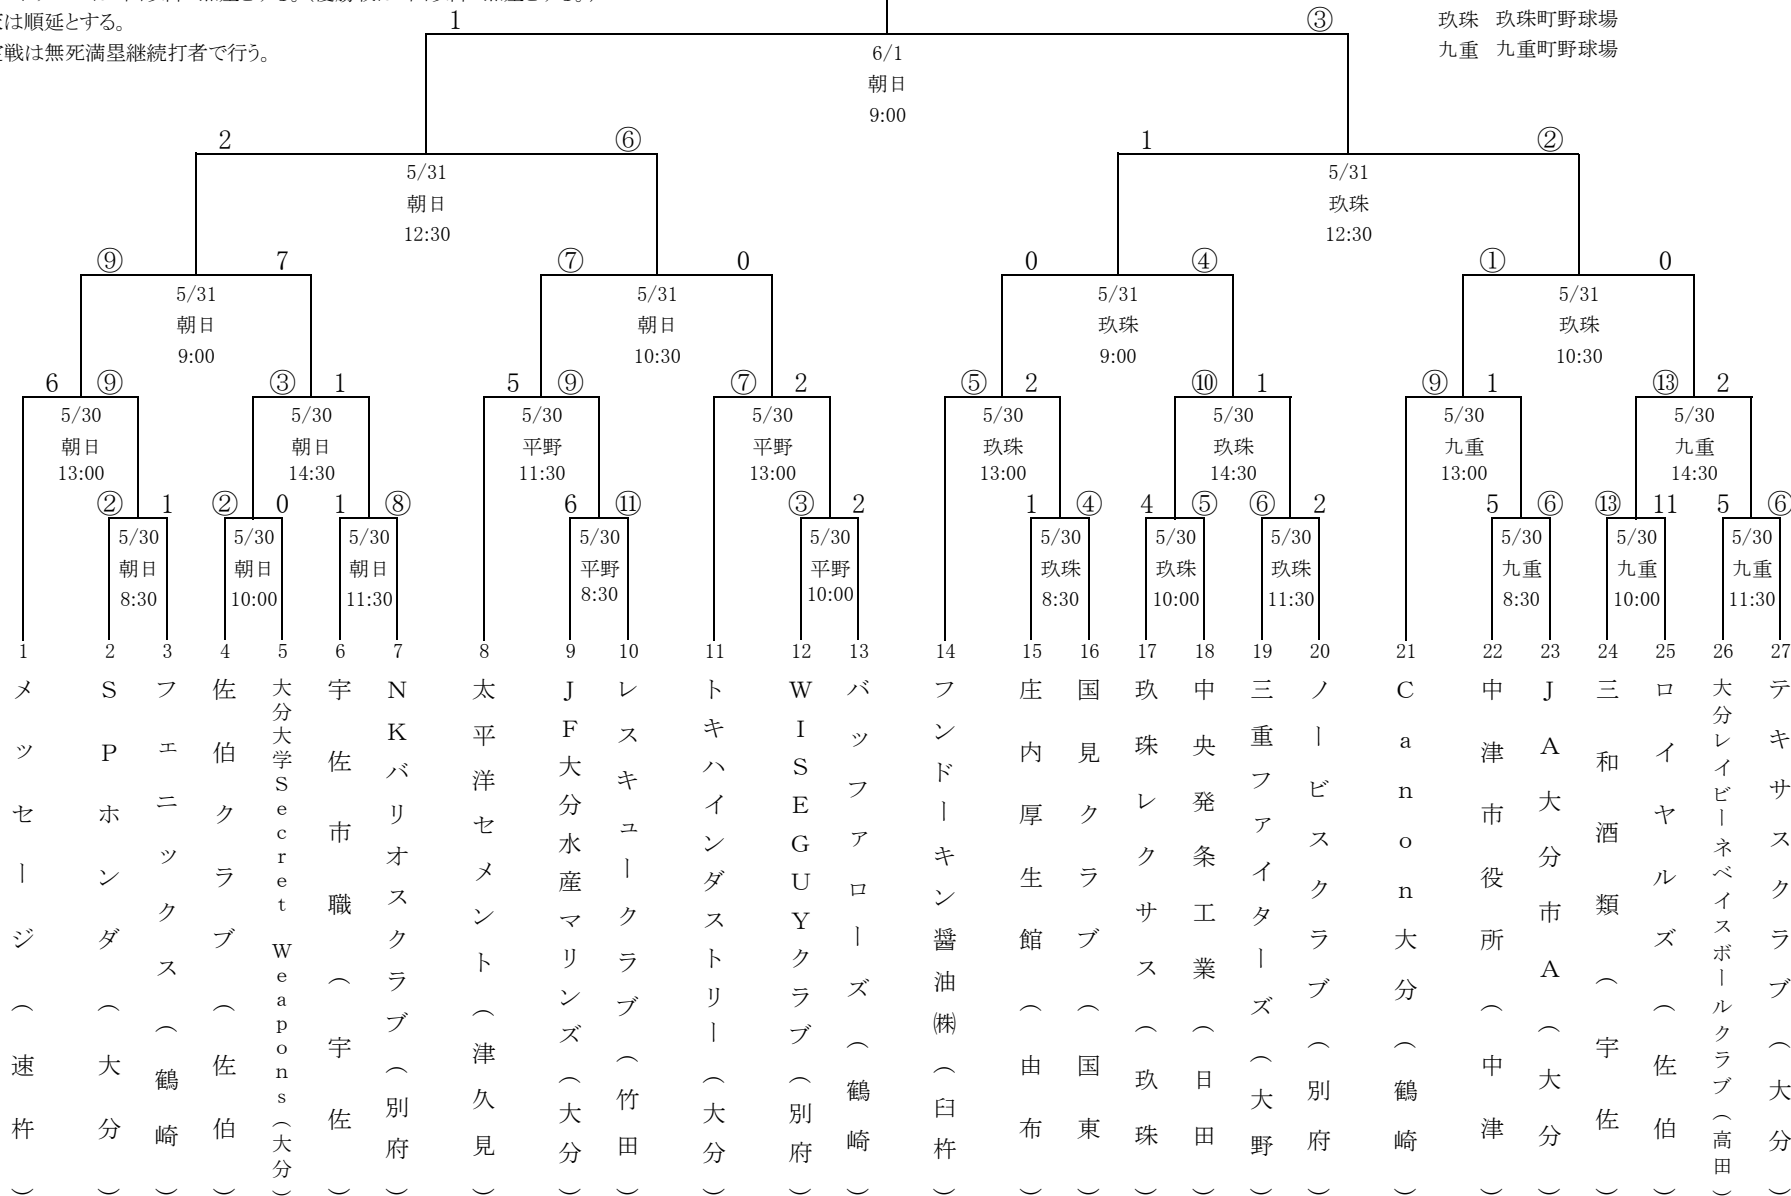 は順延とする。
戦は無死満塁継続打者で行う。
玖珠 玖珠町野球場
九重 九重町野球場
1 ③
6/1
朝日
9:00
2 ⑥ 1 ②
5/31 5/31
朝日 玖珠
12:30 12:30
⑨ 7 ⑦ 0 0 ④ ① 0
5/31 5/31 5/31 5/31
朝日 朝日 玖珠 玖珠
9:00 10:30 9:00 10:30
6 ⑨ ③ 1 5 ⑨ ⑦ 2 ⑤ 2 ⑩ 1 ⑨ 1 ⑬ 2
5/30 5/30 5/30 5/30 5/30 5/30 5/30 5/30
朝日 朝日 平野 平野 玖珠 玖珠 九重 九重
13:00 14:30 11:30 13:00 13:00 14:30 13:00 14:30
② 1 ② 0 1 ⑧ 6 ⑪ ③ 2 1 ④ 4 ⑤ ⑥ 2 5 ⑥ ⑬ 11 5 ⑥
5/30 5/30 5/30 5/30 5/30 5/30 5/30 5/30 5/30 5/30 5/30
朝日 朝日 朝日 平野 平野 玖珠 玖珠 玖珠 九重 九重 九重
8:30 10:00 11:30 8:30 10:00 8:30 10:00 11:30 8:30 10:00 11:30
1 2 3 4 5 6 7 8 9 10 11 12 13 14 15 16 17 18 19 20 21 22 23 24 25 26 27
メッセージ（速杵）
SPホンダ（大分）
フェニックス（鶴崎）
佐伯クラブ（佐伯）
大分大学Secret Weapons（大分）
宇佐市職（宇佐）
NKバリオスクラブ（別府）
太平洋セメント（津久見）
JF大分水産マリンズ（大分）
レスキュークラブ（竹田）
トキハインダストリー（大分）
WISEGUYクラブ（別府）
バッファローズ（鶴崎）
フンドーキン醤油㈱（臼杵）
庄内厚生館（由布）
国見クラブ（国東）
玖珠レクサス（玖珠）
中央発条工業（日田）
三重ファイターズ（大野）
ノービスクラブ（別府）
Canon大分（鶴崎）
中津市役所（中津）
JA大分市A（大分）
三和酒類（宇佐）
ロイヤルズ（佐伯）
大分レイビーネベイスボールクラブ（高田）
テキサスクラブ（大分）